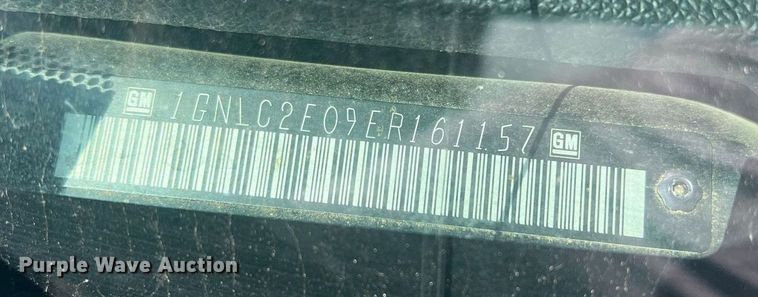 GM 1GNLC2E09ER161157 GM
Purple Wave Auction